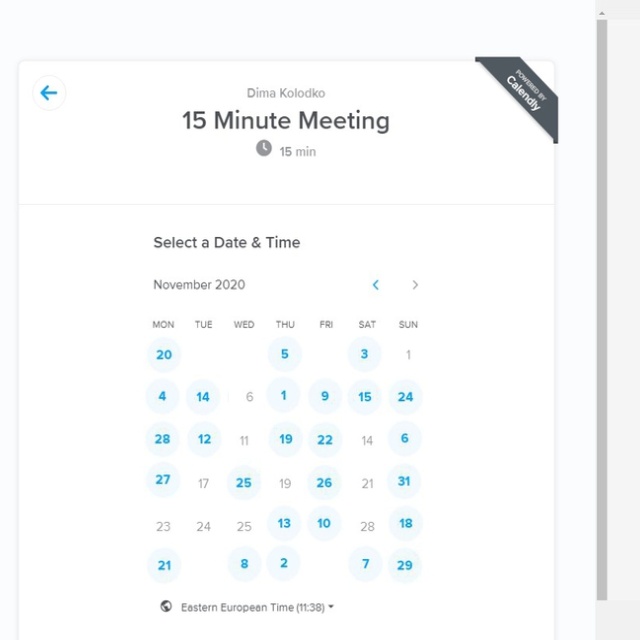 POWERED BY
Calendly
Dima Kolodko
15 Minute Meeting
15 min
Select a Date & Time
November 2020
MON TUE WED THU FRI SAT SUN
20 5 3 1
4 14 6 1 9 15 24
28 12 11 19 22 14 6
27 17 25 19 26 21 31
23 24 25 13 10 28 18
21 8 2 7 29
Eastern European Time (11:38)